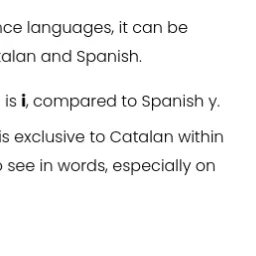 ce languages, it can be
alan and Spanish.
is i, compared to Spanish y.
is exclusive to Catalan within
see in words, especially on